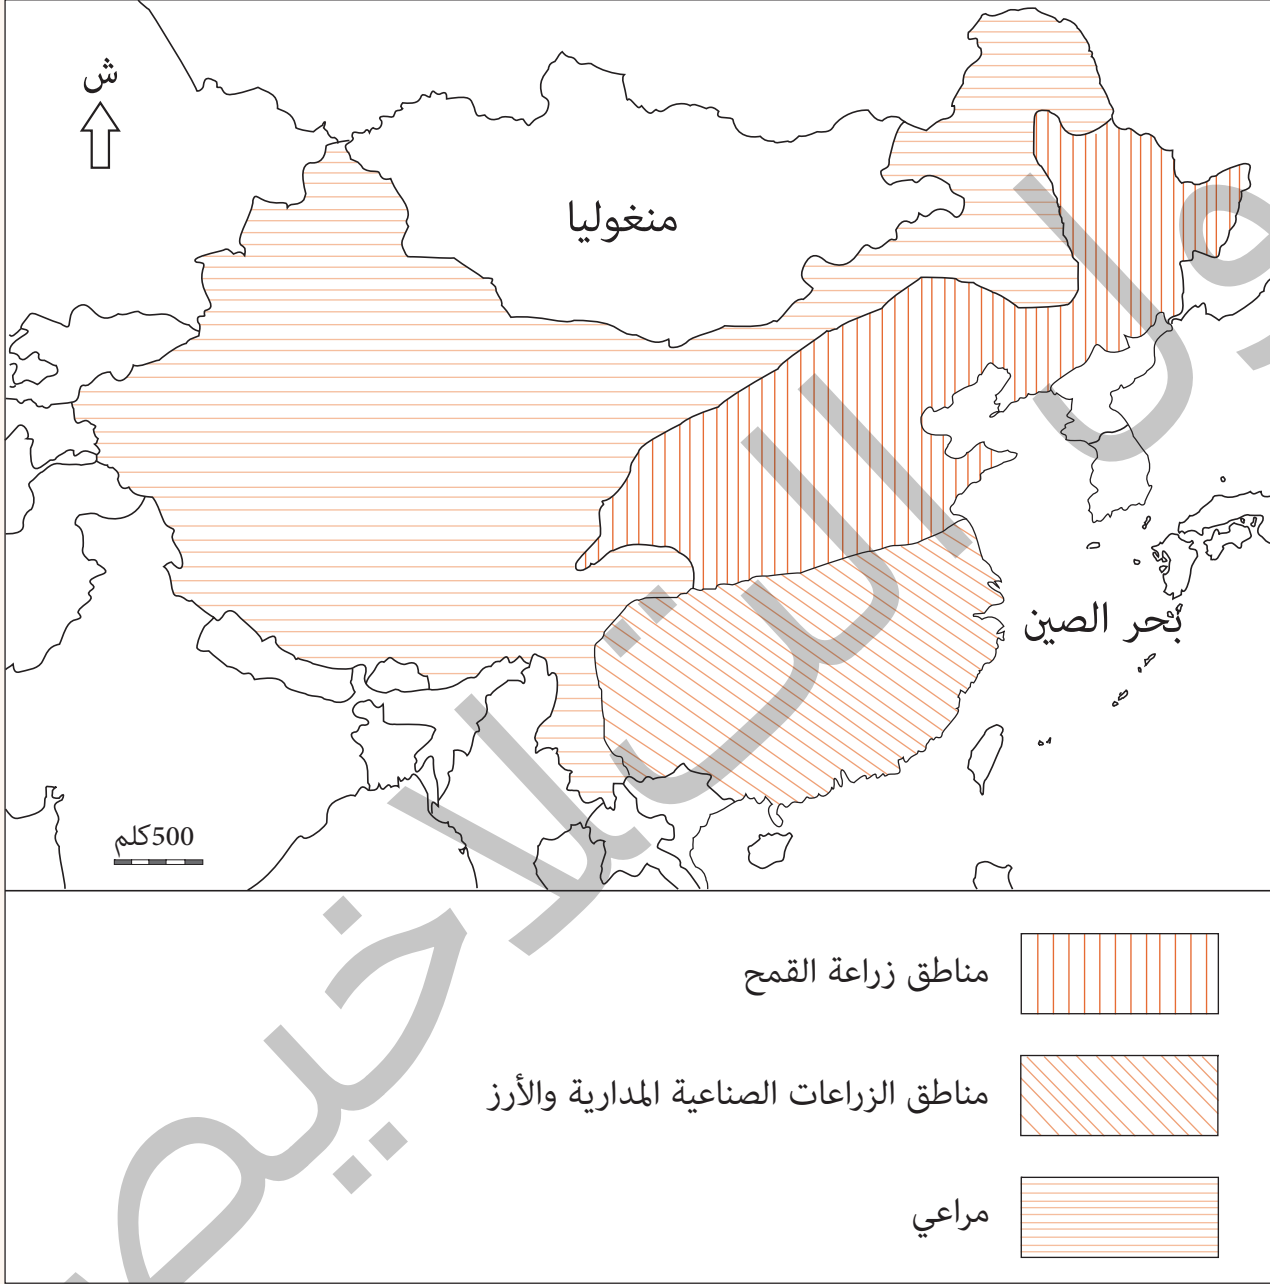 ش
منغوليا
بحر الصين
500كلم
مناطق زراعة القمح
مناطق الزراعات الصناعية المدارية والأرز
مراعي